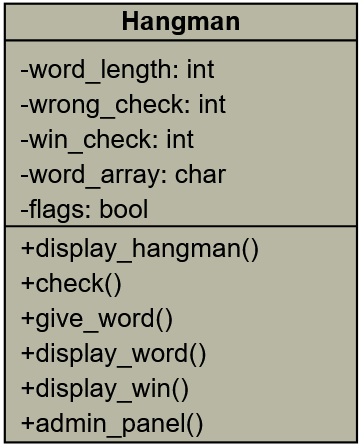 Hangman
-word_length: int
-wrong_check: int
-win_check: int
-word_array: char
-flags: bool
+display_hangman()
+check()
+give_word()
+display_word()
+display_win()
+admin_panel()